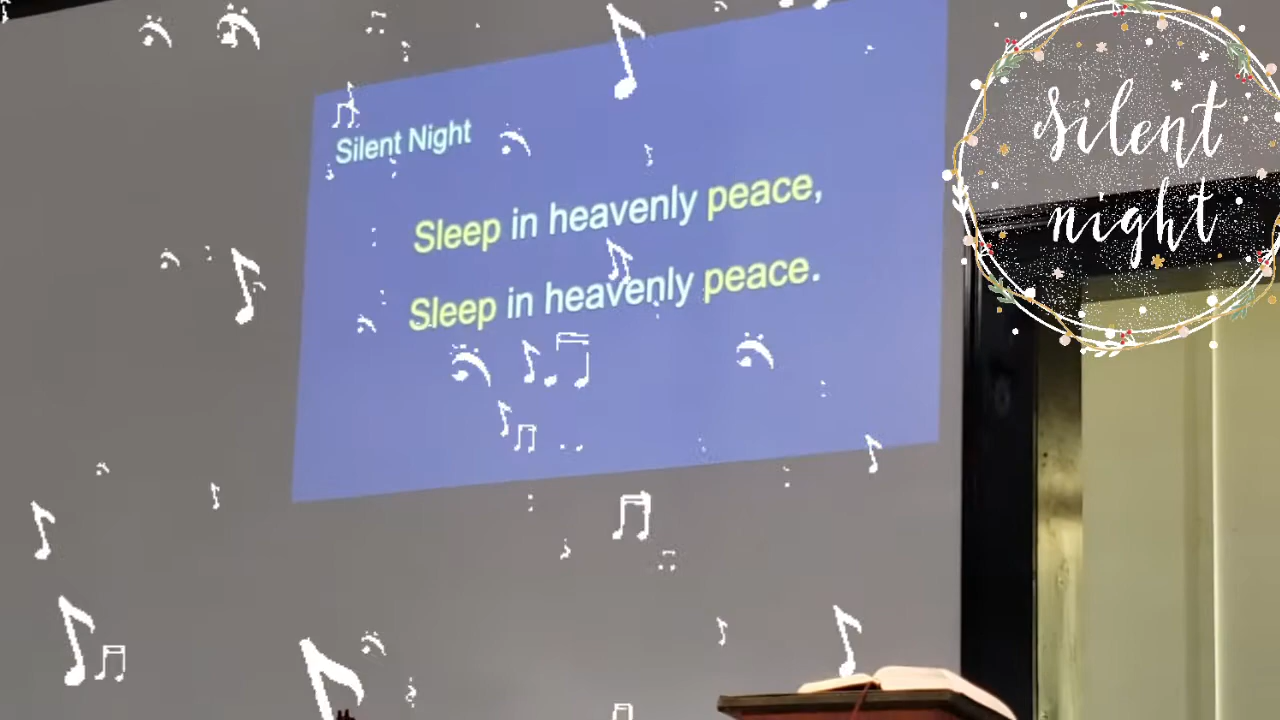 Silent Night
Sleep in heavenly peace,
Sleep in heavenly peace.
Silent
night